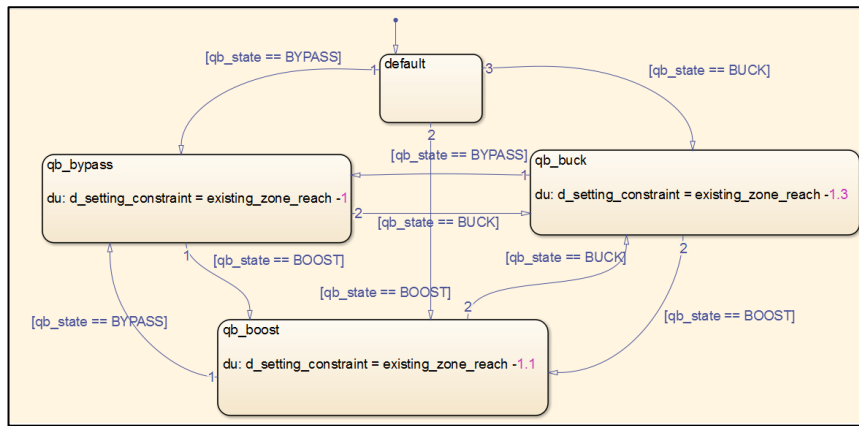 [qb_state == BYPASS]
default
1
3
[qb_state == BUCK]
2
qb_bypass
du: d_setting_constraint = existing_zone_reach -1
[qb_state == BYPASS]
1
qb_buck
du: d_setting_constraint = existing_zone_reach -1.3
2
[qb_state == BUCK]
1
[qb_state == BOOST]
2
[qb_state == BUCK]
2
[qb_state == BYPASS]
[qb_state == BOOST]
[qb_state == BOOST]
qb_boost
du: d_setting_constraint = existing_zone_reach -1.1
1